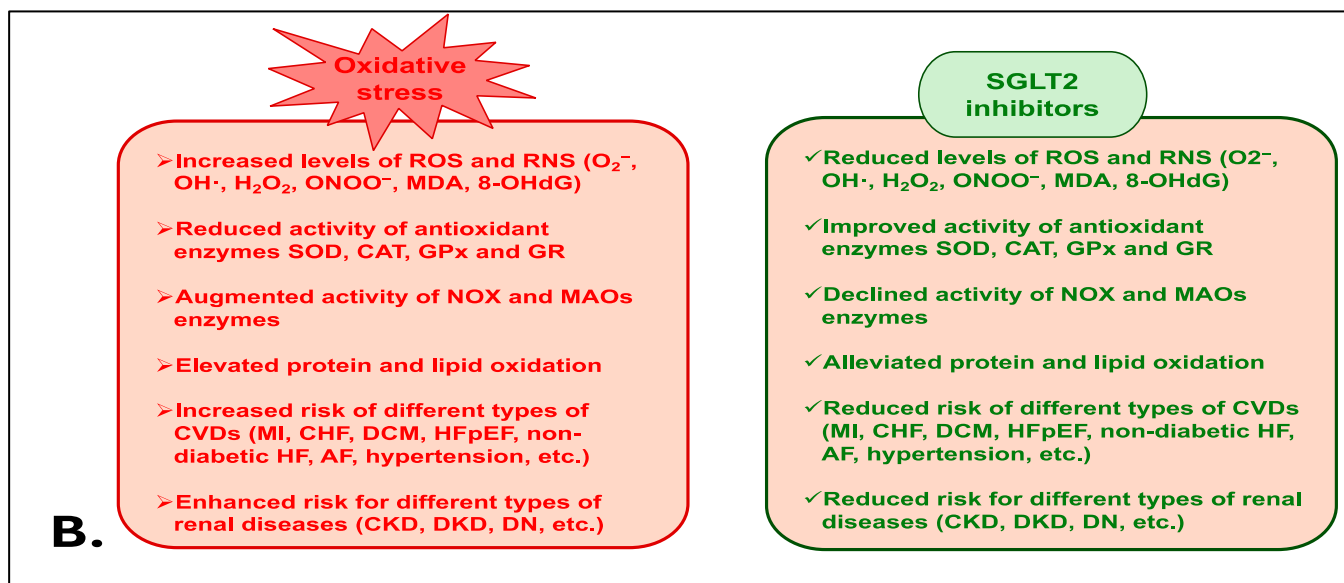 Oxidative
stress
➢Increased levels of ROS and RNS (O₂⁻,
OH·, H₂O₂, ONOO⁻, MDA, 8-OHdG)
➢Reduced activity of antioxidant
enzymes SOD, CAT, GPx and GR
➢Augmented activity of NOX and MAOs
enzymes
➢Elevated protein and lipid oxidation
➢Increased risk of different types of
CVDs (MI, CHF, DCM, HFpEF, non-
diabetic HF, AF, hypertension, etc.)
➢Enhanced risk for different types of
renal diseases (CKD, DKD, DN, etc.)
SGLT2
inhibitors
✓Reduced levels of ROS and RNS (O2⁻,
OH·, H₂O₂, ONOO⁻, MDA, 8-OHdG)
✓Improved activity of antioxidant
enzymes SOD, CAT, GPx and GR
✓Declined activity of NOX and MAOs
enzymes
✓Alleviated protein and lipid oxidation
✓Reduced risk of different types of CVDs
(MI, CHF, DCM, HFpEF, non-diabetic HF,
AF, hypertension, etc.)
✓Reduced risk for different types of renal
diseases (CKD, DKD, DN, etc.)
B.